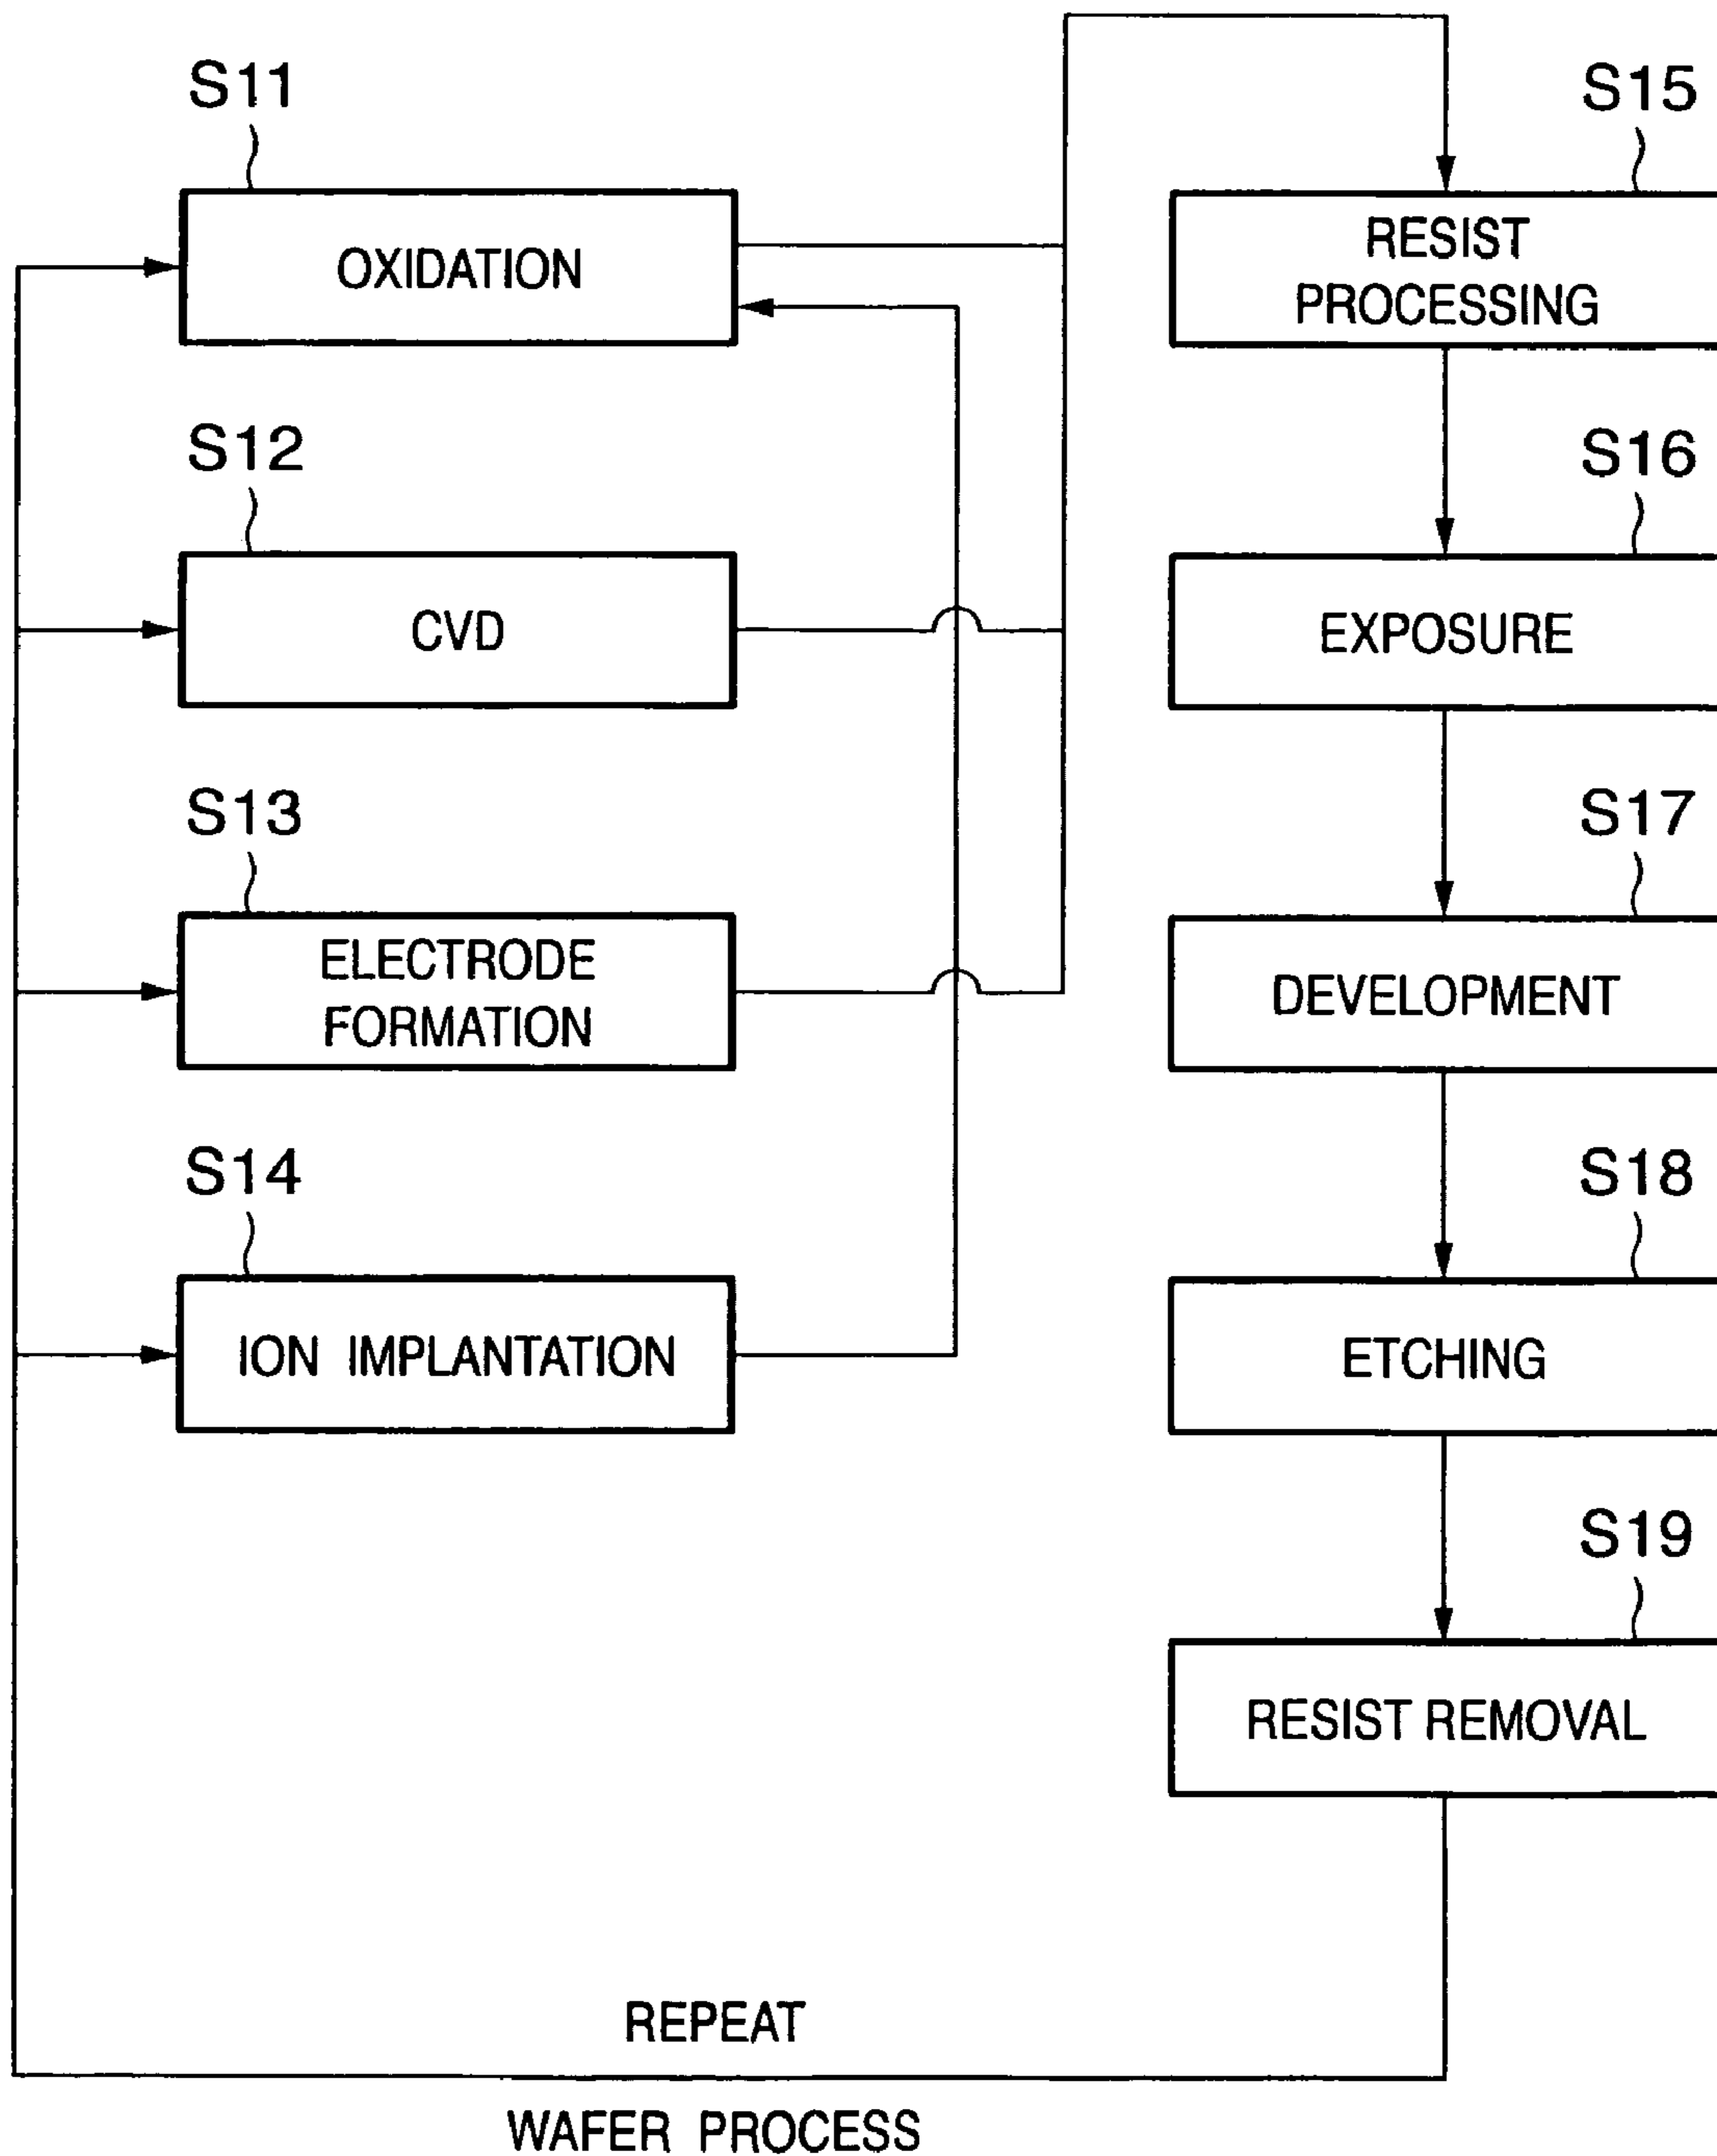 S11
OXIDATION
S12
CVD
S13
ELECTRODE
FORMATION
S14
ION IMPLANTATION
S15
RESIST
PROCESSING
S16
EXPOSURE
S17
DEVELOPMENT
S18
ETCHING
S19
RESIST REMOVAL
REPEAT
WAFER PROCESS